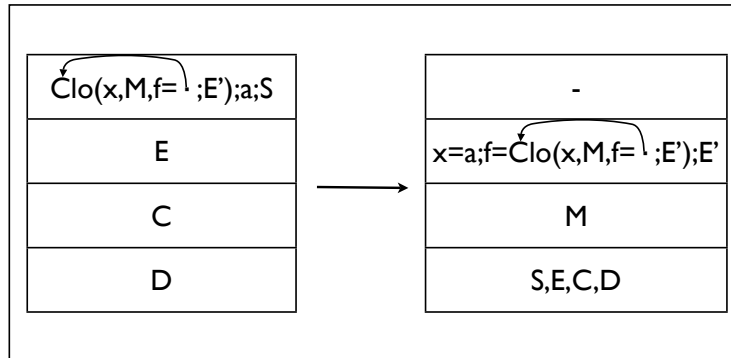 Clo(x,M,f= · ;E’);a;S
E
C
D
-
x=a;f=Clo(x,M,f= · ;E’);E’
M
S,E,C,D